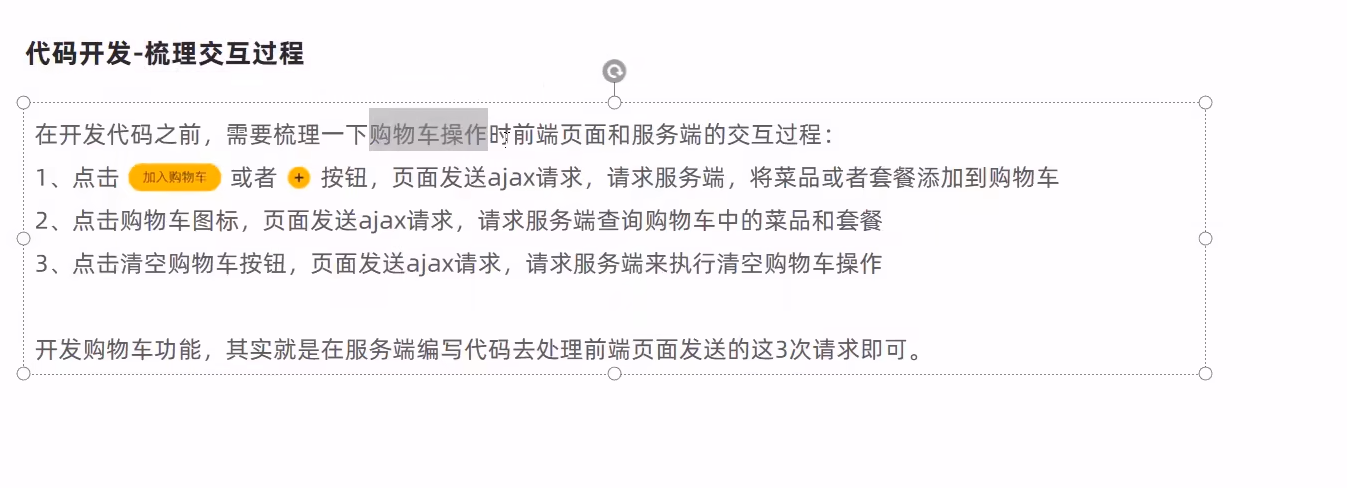 代码开发-梳理交互过程
在开发代码之前，需要梳理一下购物车操作时前端页面和服务端的交互过程：
1、点击 加入购物车 或者 + 按钮，页面发送ajax请求，请求服务端，将菜品或者套餐添加到购物车
2、点击购物车图标，页面发送ajax请求，请求服务端查询购物车中的菜品和套餐
3、点击清空购物车按钮，页面发送ajax请求，请求服务端来执行清空购物车操作
开发购物车功能，其实就是在服务端编写代码去处理前端页面发送的这3次请求即可。